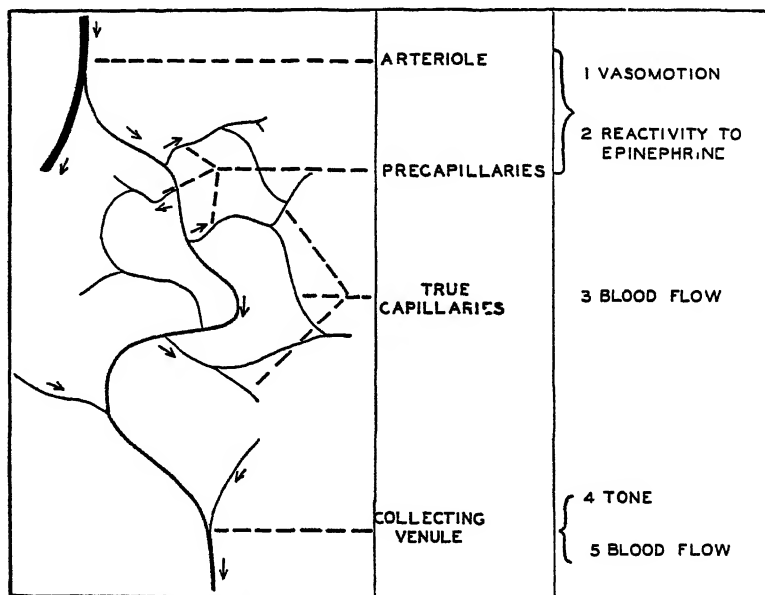 ARTERIOLE
PRECAPILLARIES
TRUE
CAPILLARIES
COLLECTING
VENULE
1 VASOMOTION
2 REACTIVITY TO
EPINEPHRINE
3 BLOOD FLOW
4 TONE
5 BLOOD FLOW